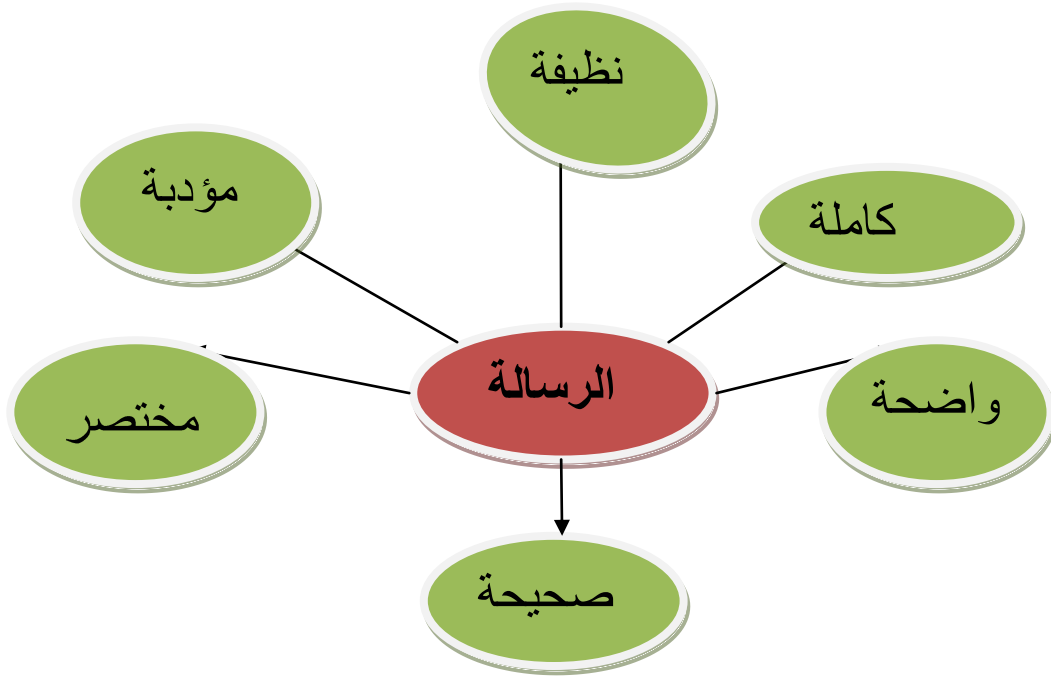 نظيفة
مؤدبة
كاملة
الرسالة
واضحة
مختصر
صحيحة